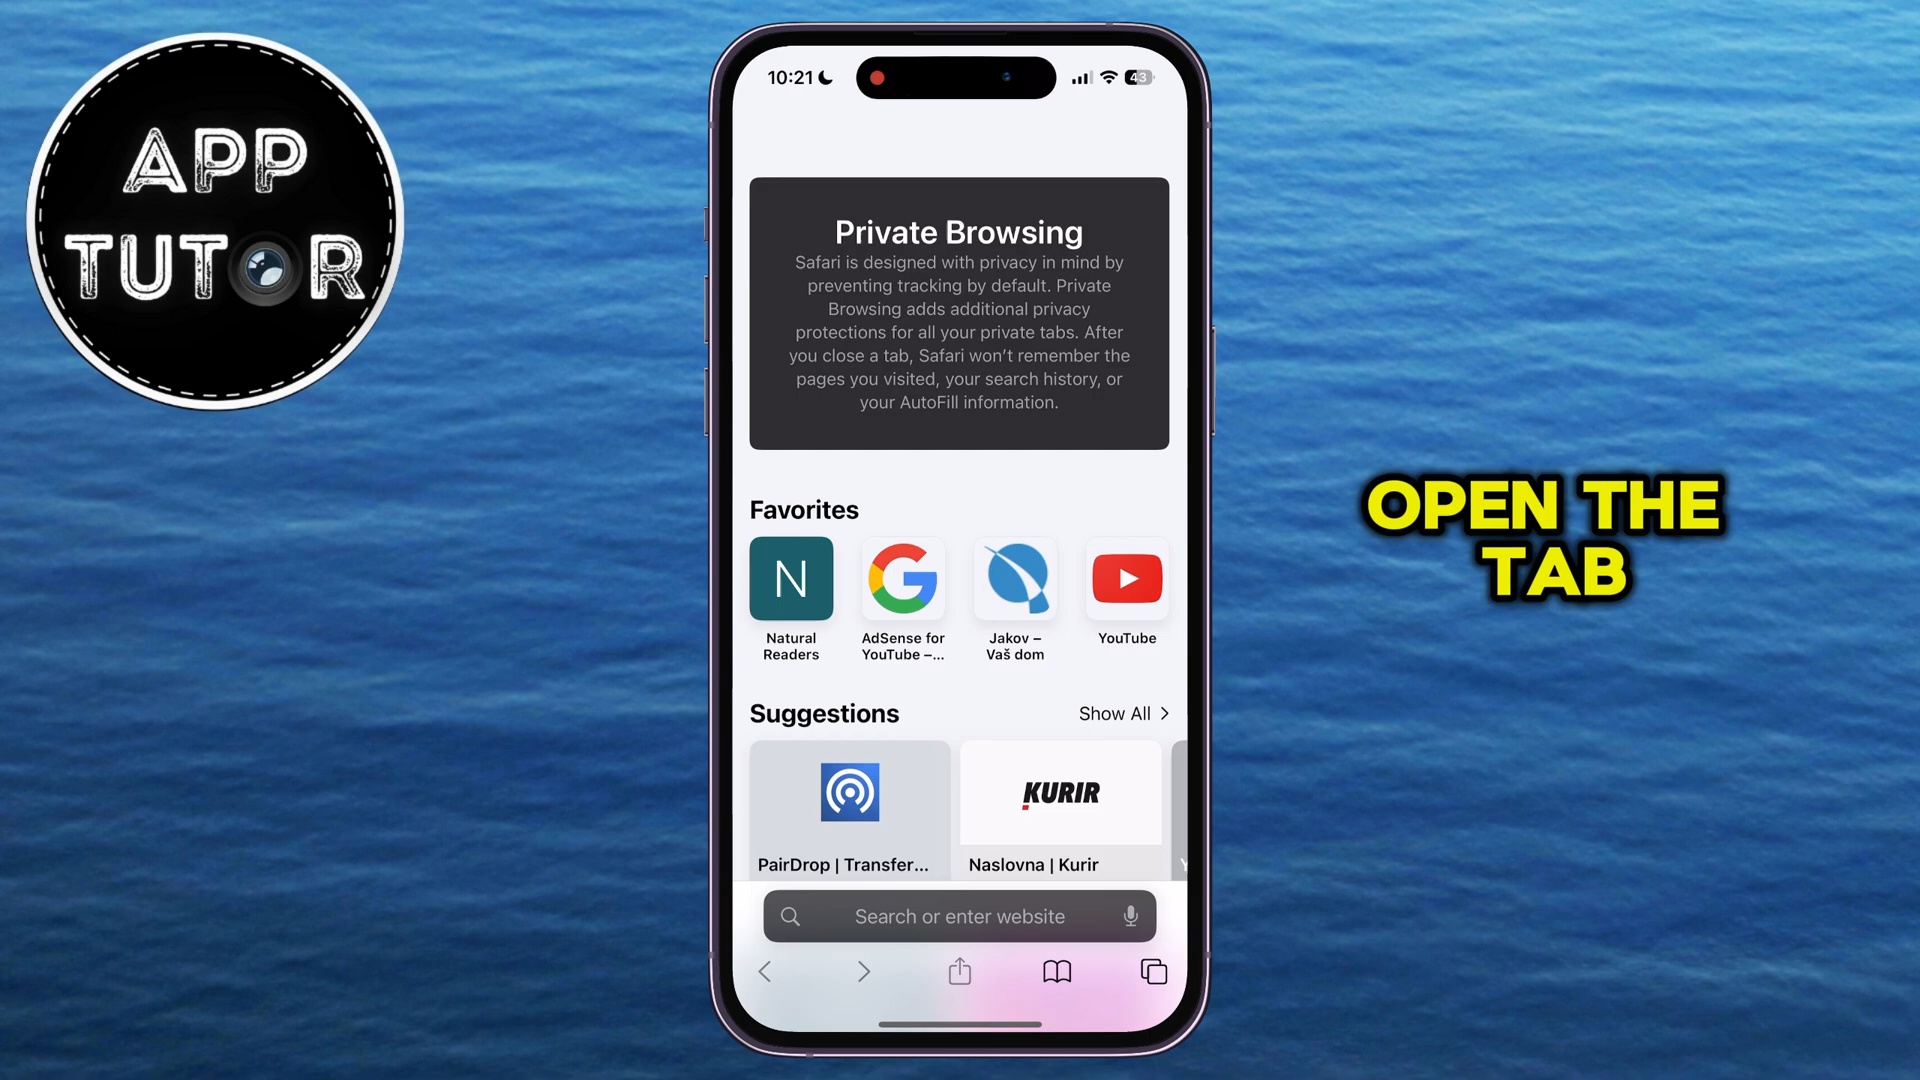 APP
TUTOR
10:21
43
Private Browsing
Safari is designed with privacy in mind by
preventing tracking by default. Private
Browsing adds additional privacy
protections for all your private tabs. After
you close a tab, Safari won't remember the
pages you visited, your search history, or
your AutoFill information.
OPEN THE
TAB
Favorites
N
Natural
Readers
AdSense for
YouTube –...
Jakov –
Vaš dom
YouTube
Suggestions
Show All
KURIR
PairDrop | Transfer...
Naslovna | Kurir
Y
Search or enter website